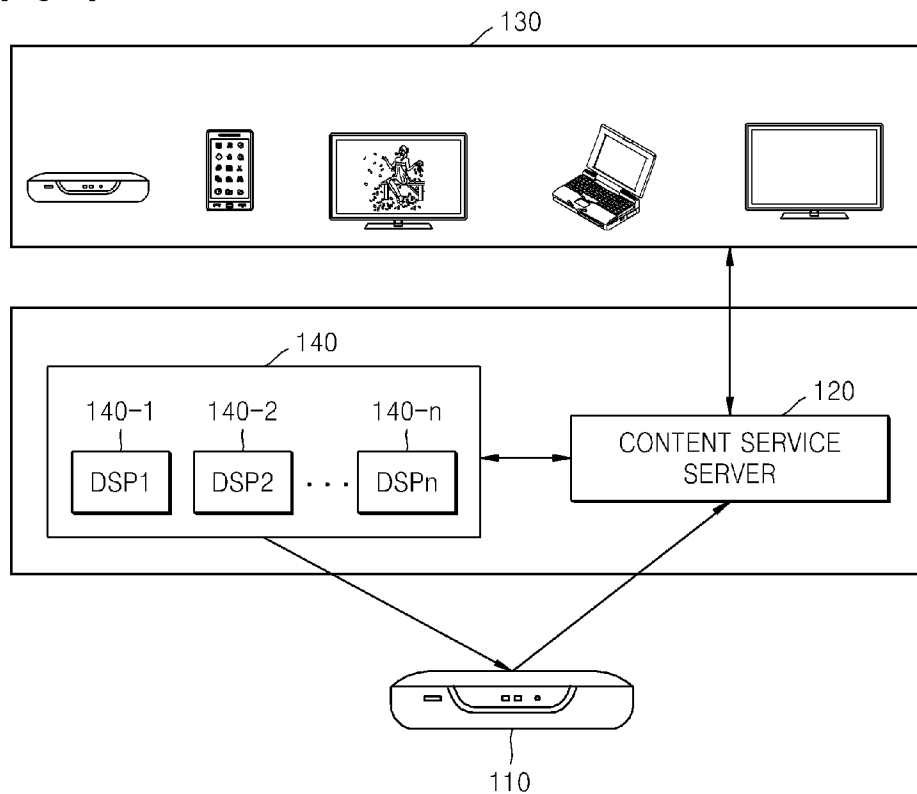 130
140
140-1
140-2
140-n
DSP1
DSP2
. . .
DSPn
120
CONTENT SERVICE
SERVER
110